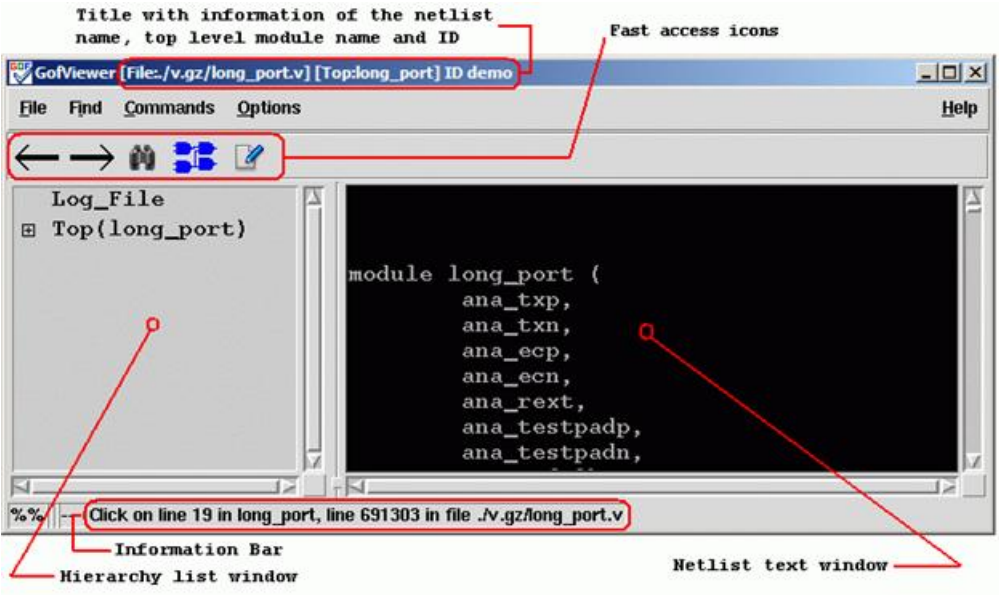 Title with information of the netlist
name, top level module name and ID
Fast access icons
GofViewer [File:./v.gz/long_port.v] [Top:long_port] ID demo
File Find Commands Options Help
Log_File
Top(long_port)
module long_port (
ana_txp,
ana_txn,
ana_ecp,
ana_ecn,
ana_rext,
ana_testpadp,
ana_testpadn,
%% -- Click on line 19 in long_port, line 691303 in file ./v.gz/long_port.v
Information Bar
Hierarchy list window
Netlist text window